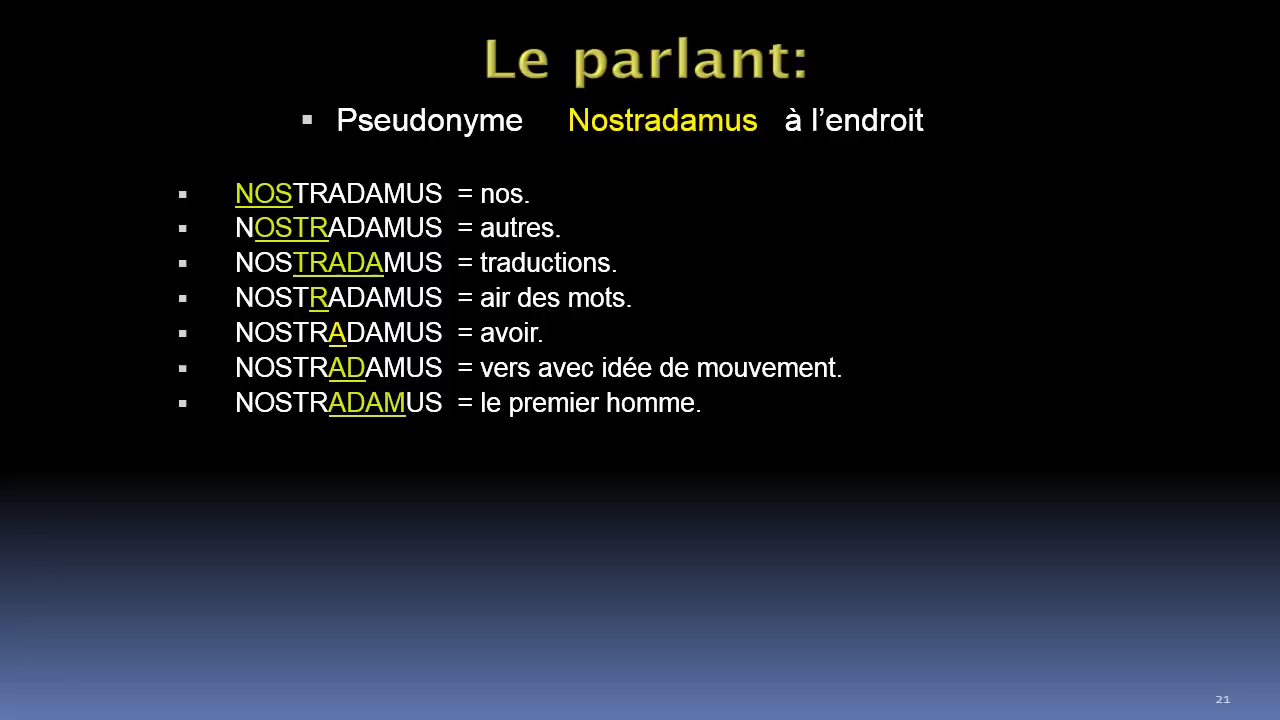 Le parlant:
▪ Pseudonyme Nostradamus à l’endroit
▪ NOSTRADAMUS = nos.
▪ NOSTRADAMUS = autres.
▪ NOSTRADAMUS = traductions.
▪ NOSTRADAMUS = air des mots.
▪ NOSTRADAMUS = avoir.
▪ NOSTRADAMUS = vers avec idée de mouvement.
▪ NOSTRADAMUS = le premier homme.
21